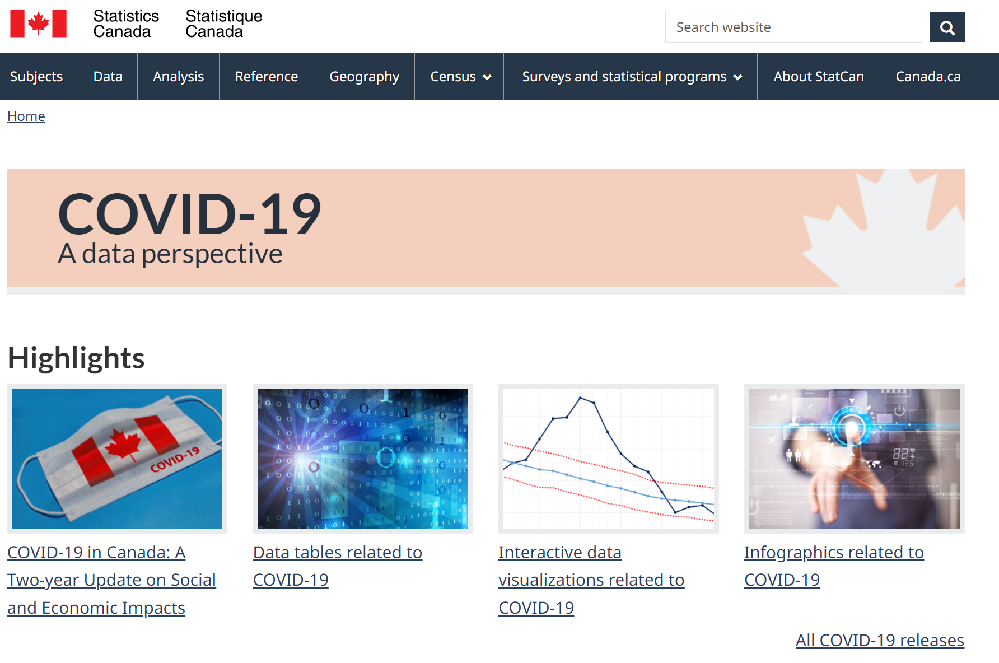 Statistics Canada
Statistique Canada
Search website
Subjects
Data
Analysis
Reference
Geography
Census
Surveys and statistical programs
About StatCan
Canada.ca
Home
COVID-19
A data perspective
Highlights
COVID-19
COVID-19 in Canada: A
Two-year Update on Social
and Economic Impacts
Data tables related to
COVID-19
Interactive data
visualizations related to
COVID-19
Infographics related to
COVID-19
All COVID-19 releases